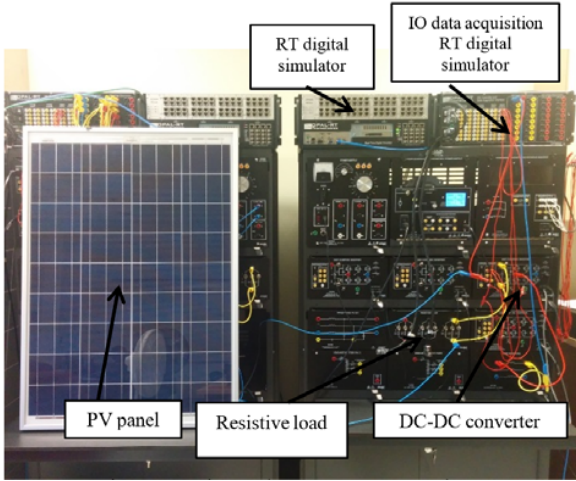 IO data acquisition
RT digital
simulator
RT digital
simulator
PV panel
Resistive load
DC-DC converter